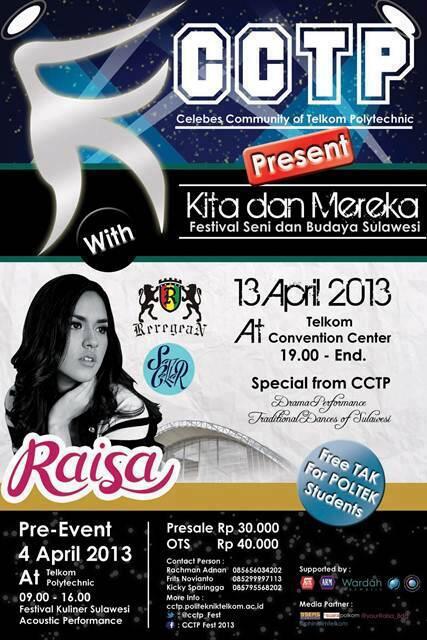 CCTP
Celebes Community of Telkom Polytechnic
Present
Kita dan Mereka
Festival Seni dan Budaya Sulawesi
With
13 April 2013
At Telkom
Convention Center
19.00 - End.
ReregeaN
Special from CCTP
Drama Performance
Traditional Dances of Sulawesi
Raisa
Free TAK
For POLTEK
Students
Pre-Event
4 April 2013
At Telkom
Polytechnic
09.00 - 16.00
Festival Kuliner Sulawesi
Acoustic Performance
Presale Rp 30.000
OTS Rp 40.000
Contact Person :
Rachman Adnan 085656034202
Frits Novianto 085299997113
Ricky Sparingga 085795568202
More Info :
cctp.politekniktelkom.ac.id
: @cctp_Fest
: CCTP Fest 2013
Supported by :
Wardah
Media Partner :